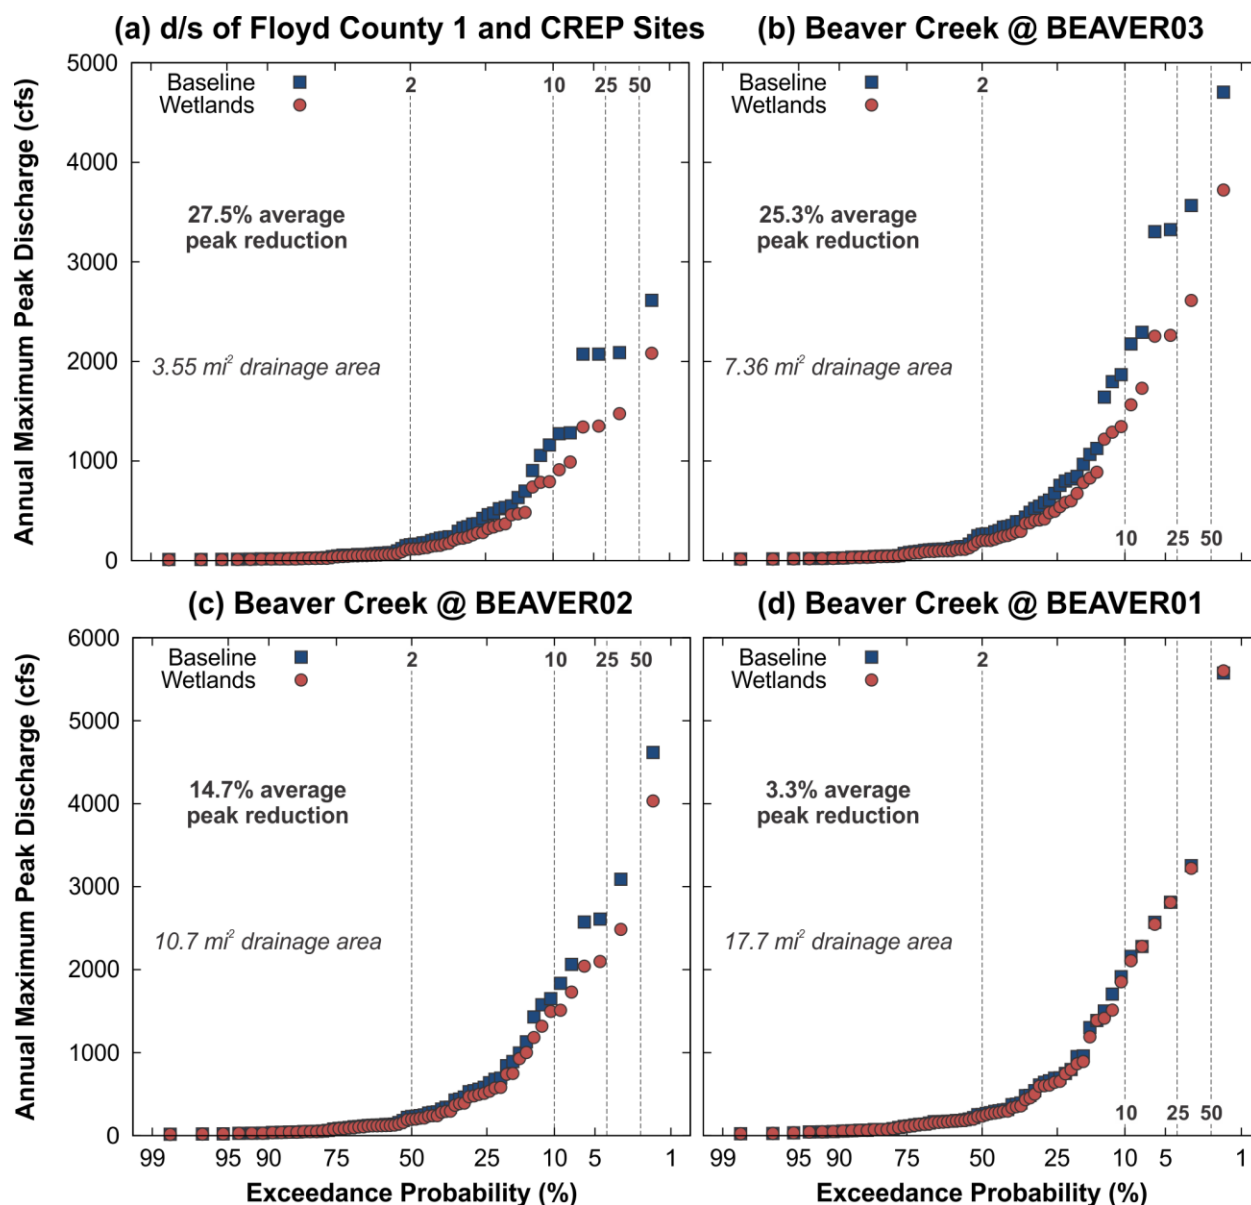 (a) d/s of Floyd County 1 and CREP Sites
(b) Beaver Creek @ BEAVER03
Annual Maximum Peak Discharge (cfs)
5000
4000
3000
2000
1000
0
Baseline
Wetlands
2
10
25
50
27.5% average
peak reduction
3.55 mi² drainage area
Baseline
Wetlands
2
25.3% average
peak reduction
7.36 mi² drainage area
10
25
50
(c) Beaver Creek @ BEAVER02
(d) Beaver Creek @ BEAVER01
Annual Maximum Peak Discharge (cfs)
6000
5000
4000
3000
2000
1000
0
Baseline
Wetlands
2
10
25
50
14.7% average
peak reduction
10.7 mi² drainage area
99
95
90
75
50
25
10
5
1
Exceedance Probability (%)
Baseline
Wetlands
2
3.3% average
peak reduction
17.7 mi² drainage area
10
25
50
99
95
90
75
50
25
10
5
1
Exceedance Probability (%)